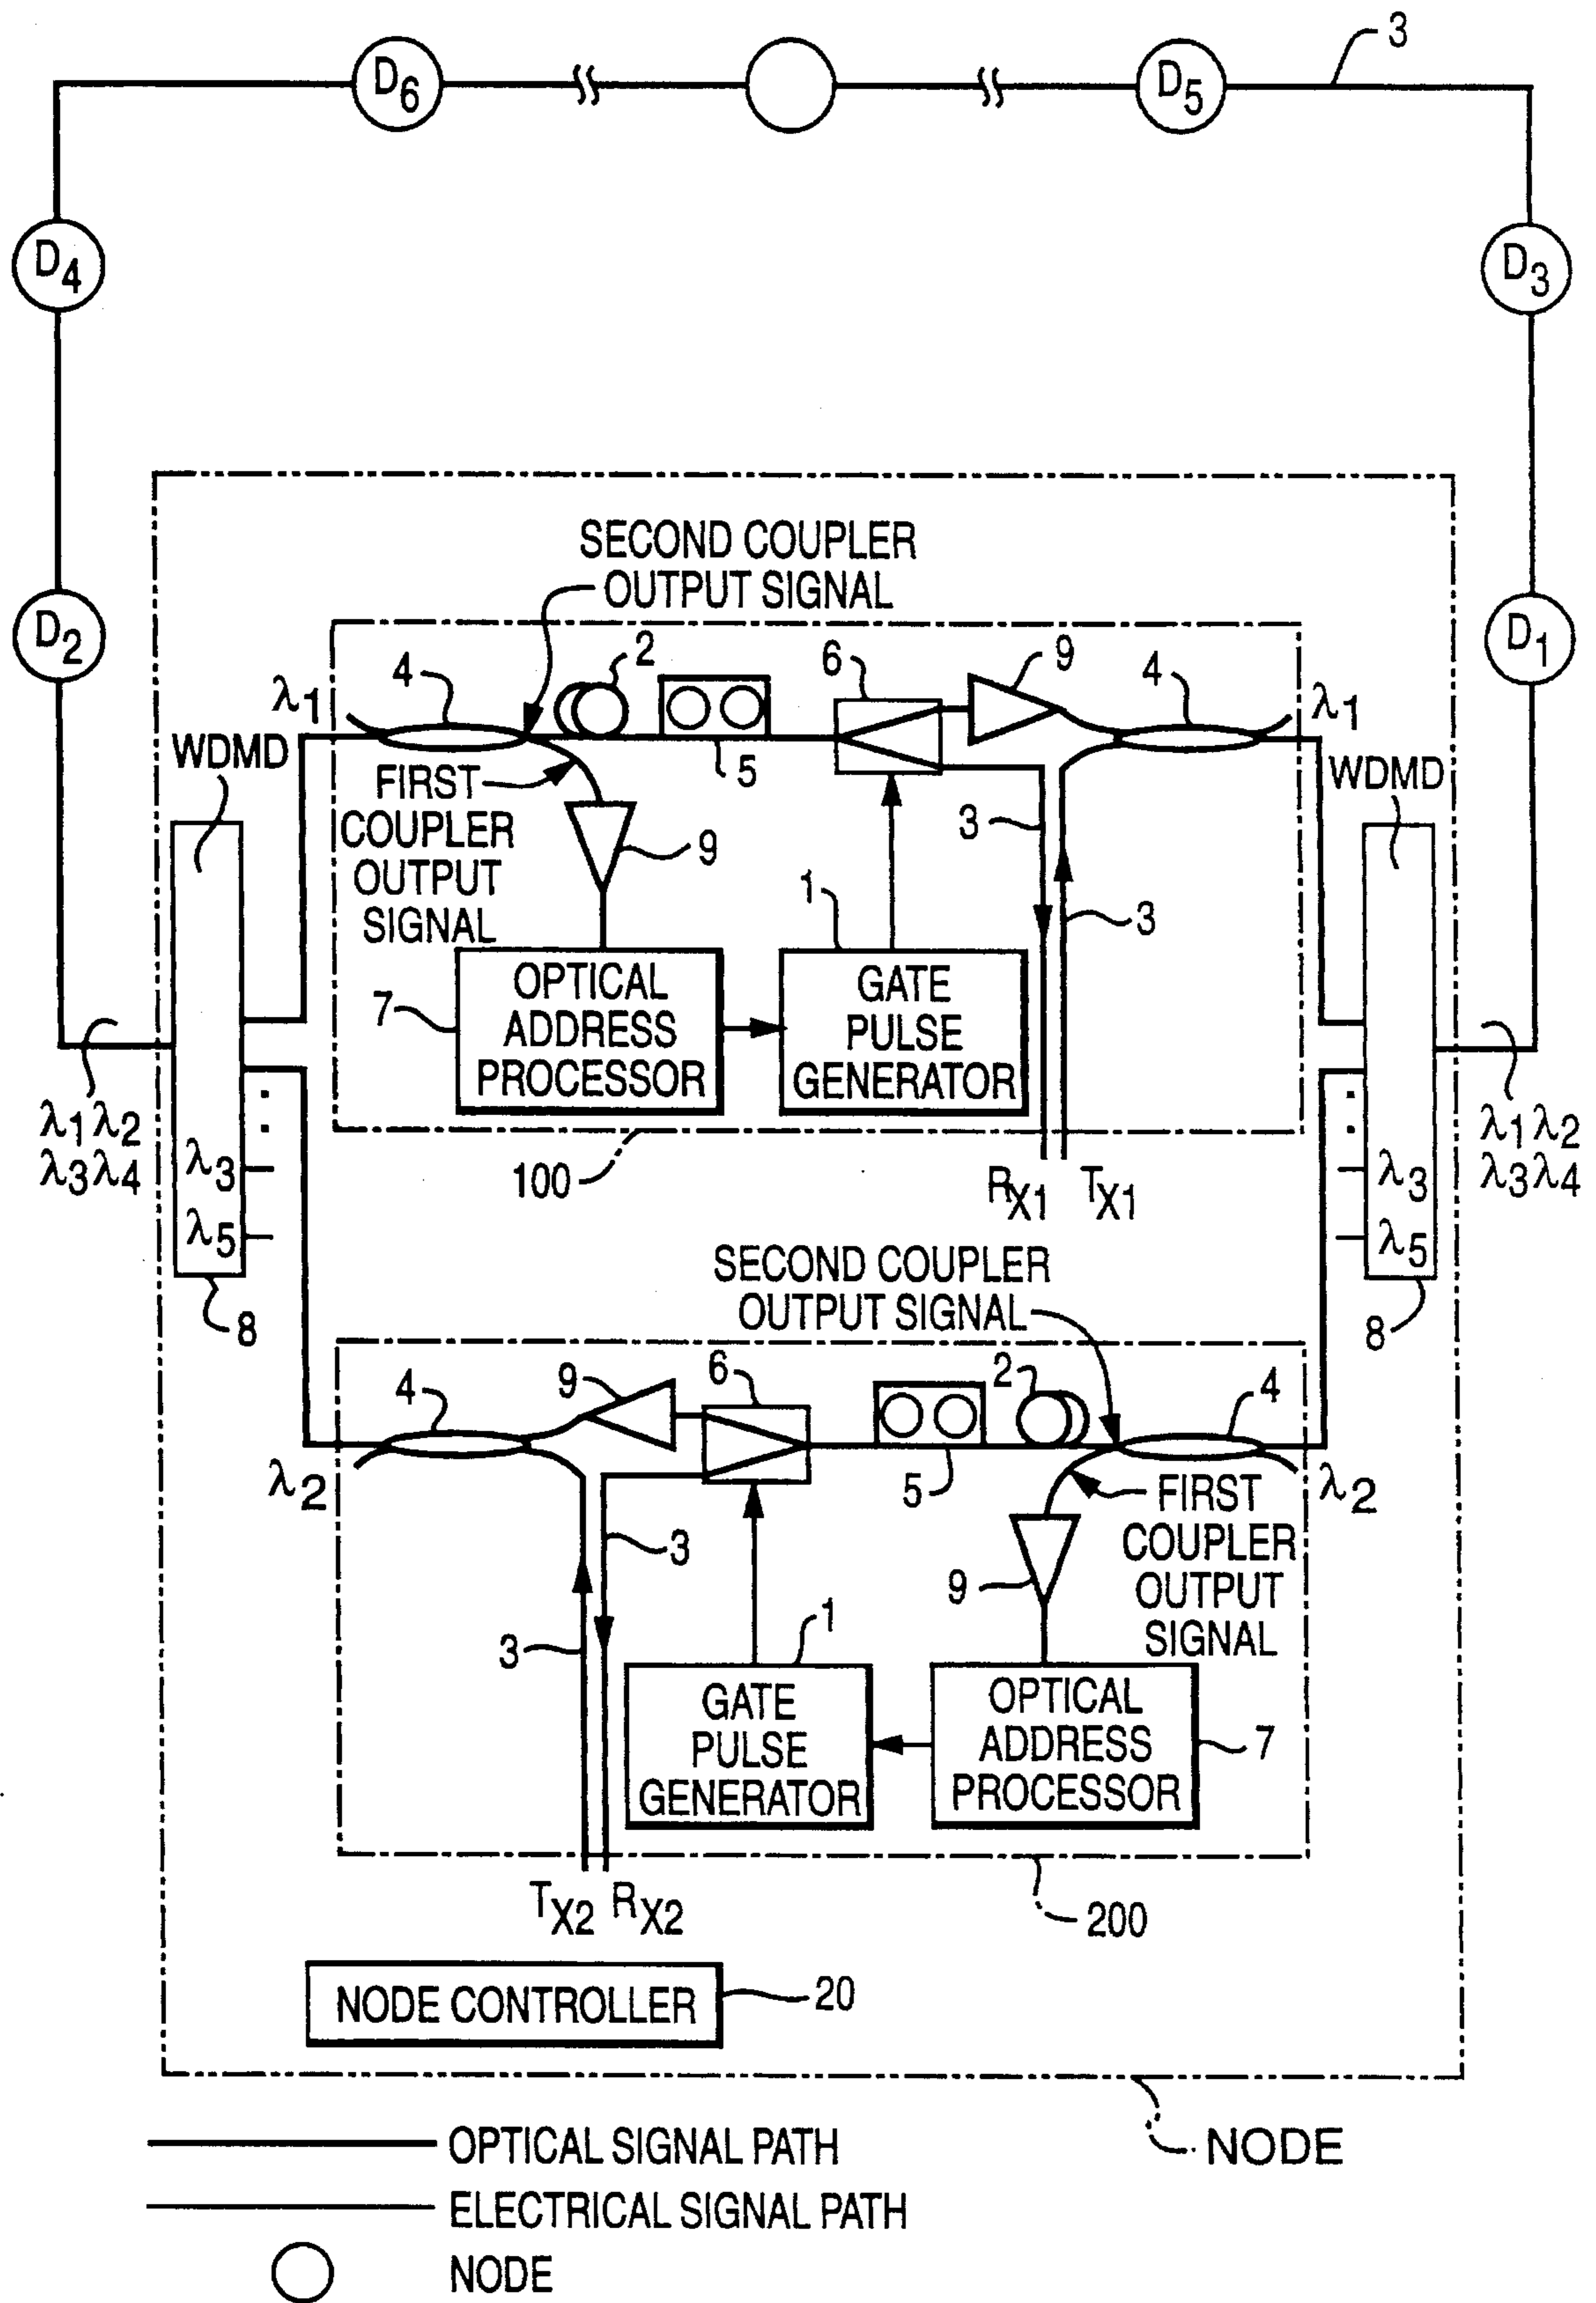 3
D6
D5
D4
D3
D2
D1
SECOND COUPLER
OUTPUT SIGNAL
λ1
4
2
6
9
4
λ1
WDMD
FIRST
COUPLER
OUTPUT
SIGNAL
5
WDMD
9
3
1
3
7
OPTICAL
ADDRESS
PROCESSOR
GATE
PULSE
GENERATOR
λ1λ2
λ3λ4
λ3
λ5
8
100
RX1 TX1
λ1λ2
λ3λ4
λ3
λ5
8
SECOND COUPLER
OUTPUT SIGNAL
4
9
6
2
4
λ2
5
λ2
FIRST
COUPLER
OUTPUT
SIGNAL
3
9
3
1
GATE
PULSE
GENERATOR
OPTICAL
ADDRESS
PROCESSOR
7
TX2 RX2
200
NODE CONTROLLER
20
NODE
OPTICAL SIGNAL PATH
ELECTRICAL SIGNAL PATH
NODE